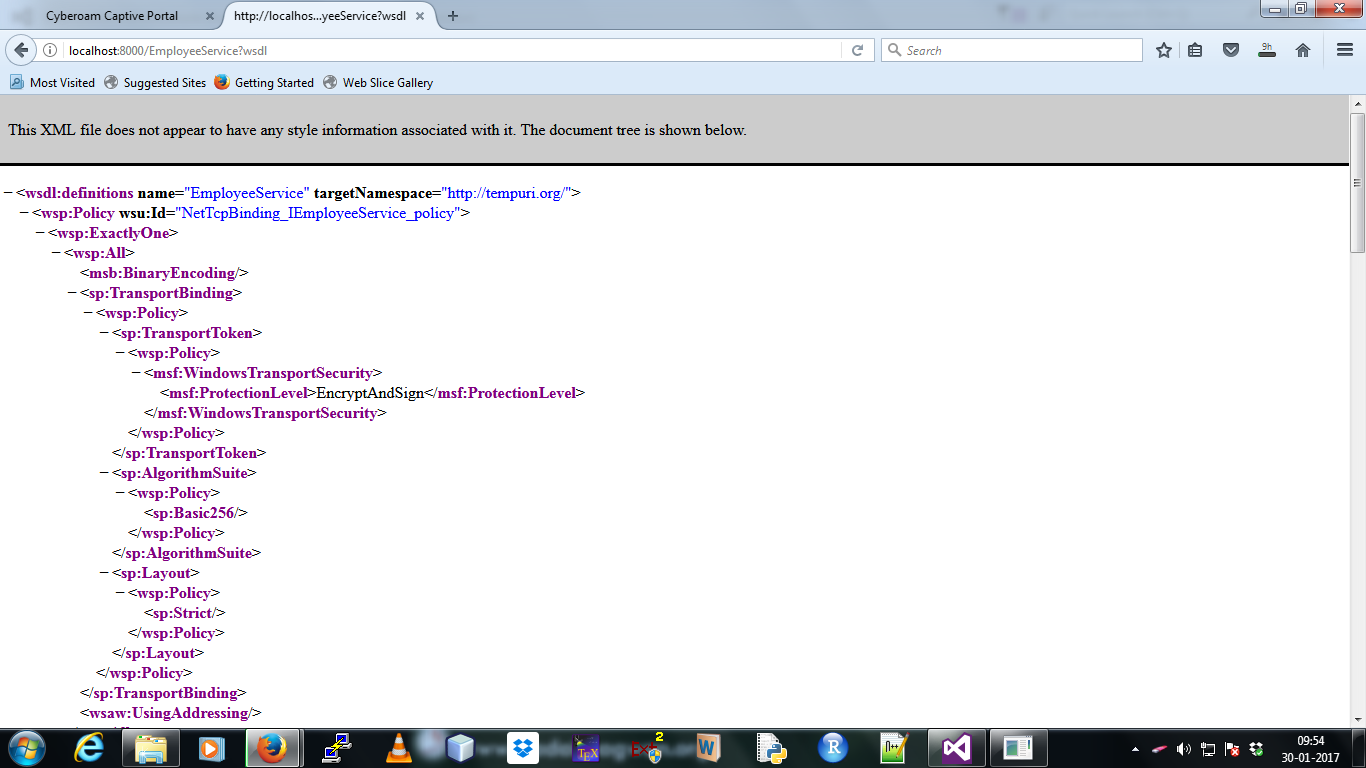 Cyberoam Captive Portal
http://localhos...yeeService?wsdl
localhost:8000/EmployeeService?wsdl
Search
9h
Most Visited
Suggested Sites
Getting Started
Web Slice Gallery
This XML file does not appear to have any style information associated with it. The document tree is shown below.
−<wsdl:definitions name="EmployeeService" targetNamespace="http://tempuri.org/">
−<wsp:Policy wsu:Id="NetTcpBinding_IEmployeeService_policy">
−<wsp:ExactlyOne>
−<wsp:All>
<msb:BinaryEncoding/>
−<sp:TransportBinding>
−<wsp:Policy>
−<sp:TransportToken>
−<wsp:Policy>
−<msf:WindowsTransportSecurity>
<msf:ProtectionLevel>EncryptAndSign</msf:ProtectionLevel>
</msf:WindowsTransportSecurity>
</wsp:Policy>
</sp:TransportToken>
−<sp:AlgorithmSuite>
−<wsp:Policy>
<sp:Basic256/>
</wsp:Policy>
</sp:AlgorithmSuite>
−<sp:Layout>
−<wsp:Policy>
<sp:Strict/>
</wsp:Policy>
</sp:Layout>
</wsp:Policy>
</sp:TransportBinding>
<wsaw:UsingAddressing/>
TEX
2
W
R
I++
09:54
30-01-2017